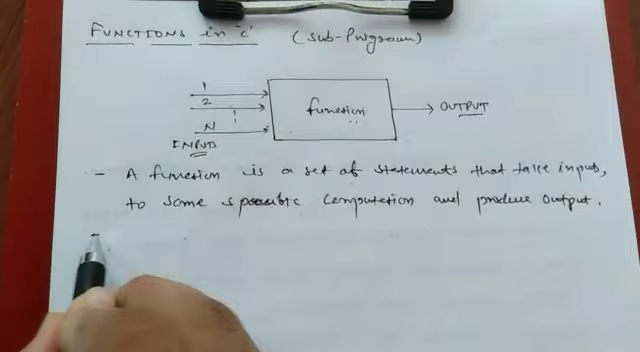 FUNCTIONS in 'c' (Sub-Program)
1
2
N
INPUTS
function
OUTPUT
- A function is a set of statements that take inputs,
to some computation and produce output.
-